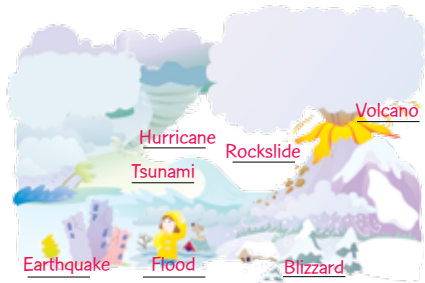 Volcano
Hurricane
Rockslide
Tsunami
Earthquake
Flood
Blizzard